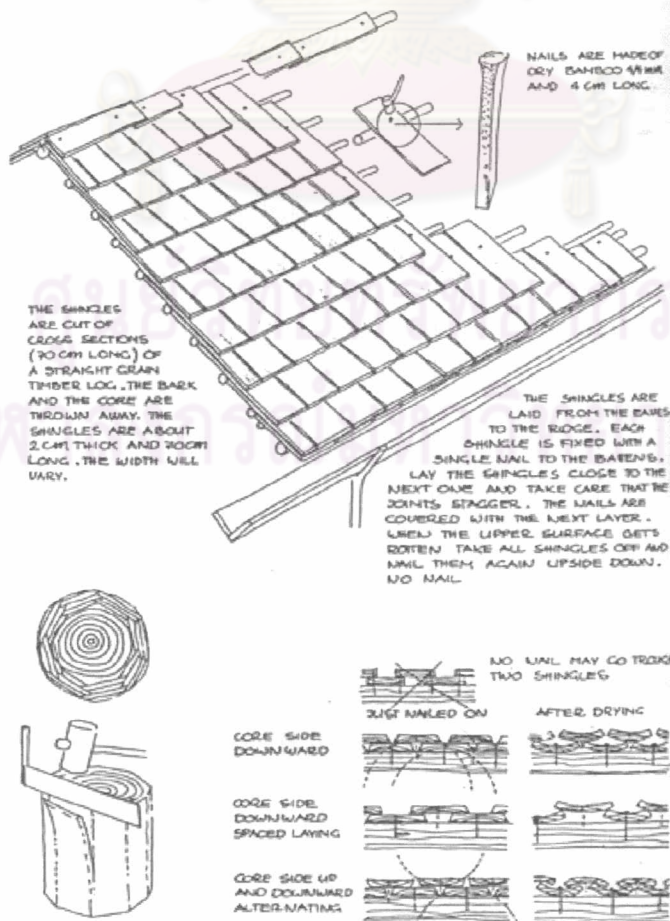 NAILS ARE MADE OF
DRY BAMBOO
AND 4 CM LONG
THE SHINGLES
ARE CUT OF
CROSS SECTIONS
(70 CM LONG) OF
A STRAIGHT GRAIN
TIMBER LOG. THE BARK
AND THE CORE ARE
THROWN AWAY. THE
SHINGLES ARE ABOUT
2 CM THICK AND 70 CM
LONG. THE WIDTH WILL
VARY.
THE SHINGLES ARE
LAID FROM THE EAVES
TO THE RIDGE. EACH
SHINGLE IS FIXED WITH A
SINGLE NAIL TO THE BATENS.
LAY THE SHINGLES CLOSE TO THE
NEXT ONE AND TAKE CARE THAT THE
JOINTS STAGGER. THE NAILS ARE
COVERED WITH THE NEXT LAYER.
WHEN THE UPPER SURFACE GETS
ROTTEN TAKE ALL SHINGLES OFF AND
NAIL THEM AGAIN UPSIDE DOWN.
NO NAIL
NO NAIL MAY GO
TWO SHINGLES
JUST NAILED ON AFTER DRYING
CORE SIDE
DOWNWARD
CORE SIDE
DOWNWARD
SPACED LAYING
CORE SIDE UP
AND DOWNWARD
ALTERNATING